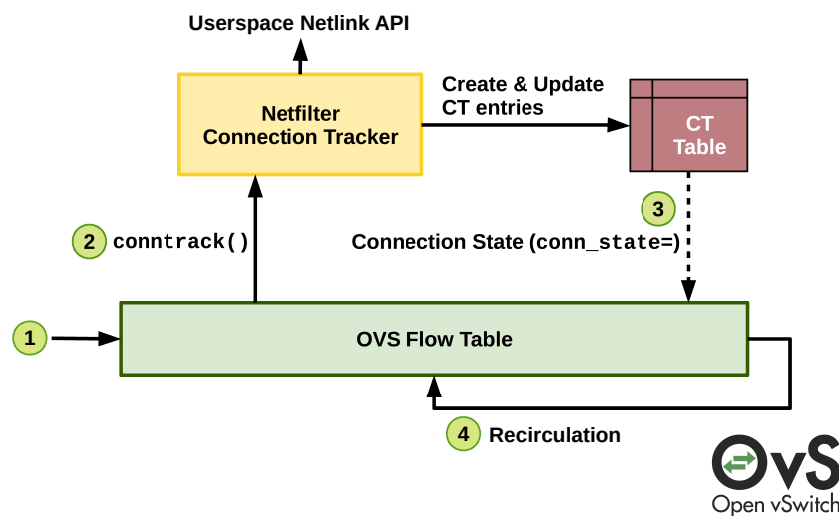 Userspace Netlink API
Netfilter
Connection Tracker
Create & Update
CT entries
CT
Table
3
2 conntrack()
Connection State (conn_state=)
1
OVS Flow Table
4 Recirculation
OvS
Open vSwitch